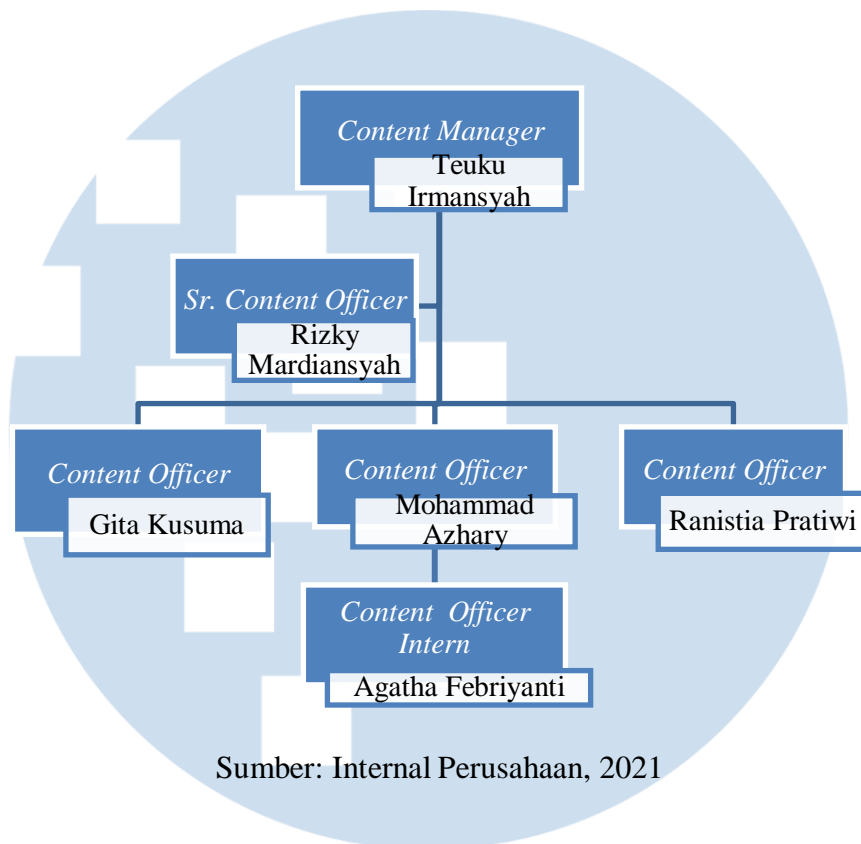 Content Manager
Teuku
Irmansyah
Sr. Content Officer
Rizky
Mardiansyah
Content Officer
Gita Kusuma
Content Officer
Mohammad
Azhary
Content Officer
Ranistia Pratiwi
Content Officer
Intern
Agatha Febriyanti
Sumber: Internal Perusahaan, 2021